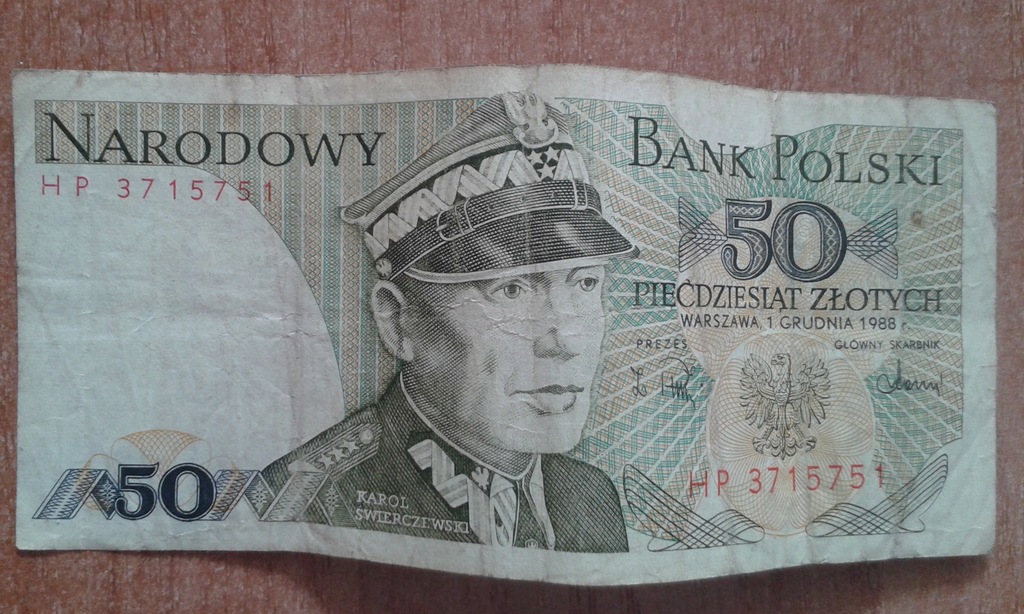 NARODOWY BANK POLSKI
HP 3715751
50
PIĘĆDZIESIĄT ZŁOTYCH
WARSZAWA, 1 GRUDNIA 1988 r.
PREZES GŁÓWNY SKARBNIK
HP 3715751
50
KAROL
ŚWIERCZEWSKI